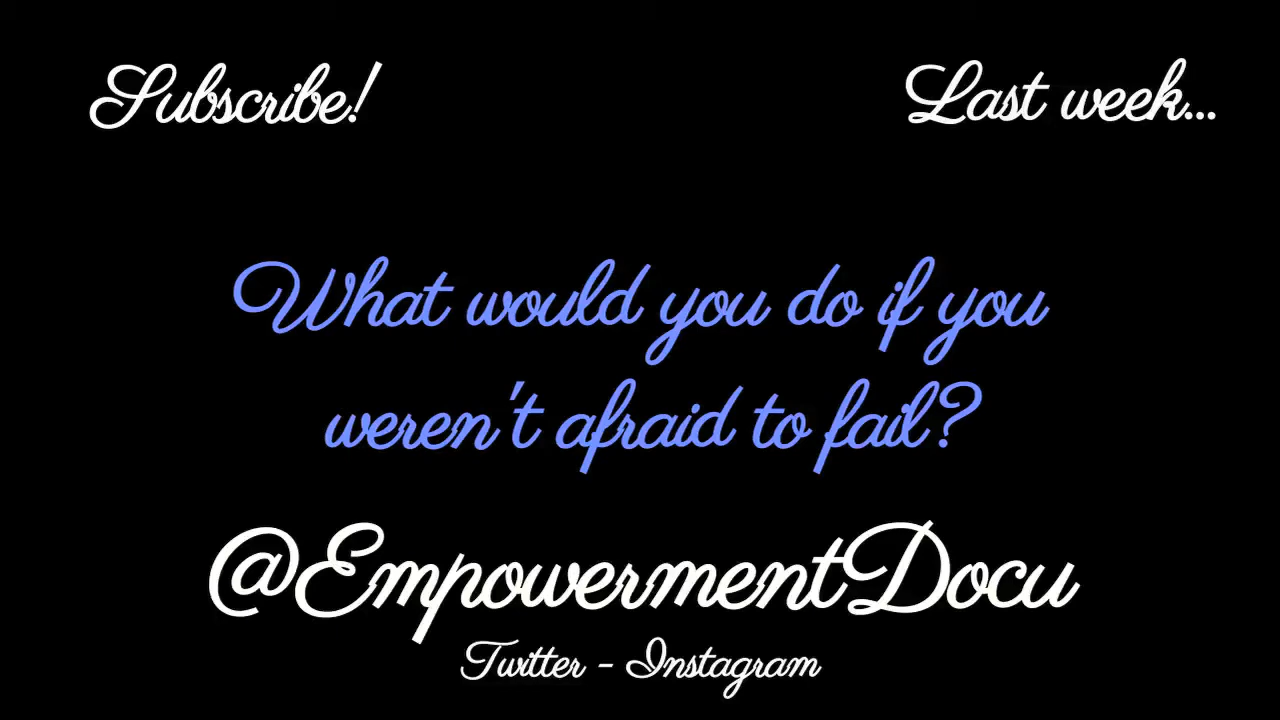 Subscribe!
Last week...
What would you do if you
weren't afraid to fail?
@EmpowermentDocu
Twitter - Instagram